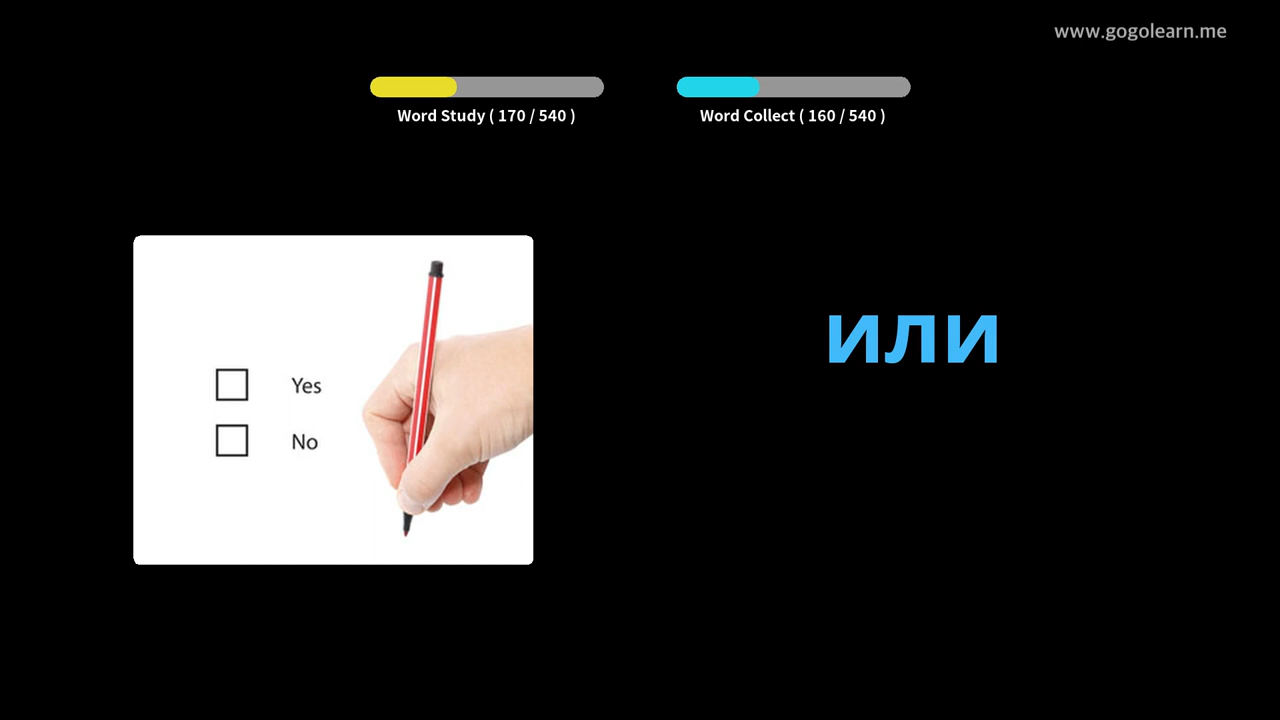 www.gogolearn.me
Word Study ( 170 / 540 )
Word Collect ( 160 / 540 )
Yes
No
или